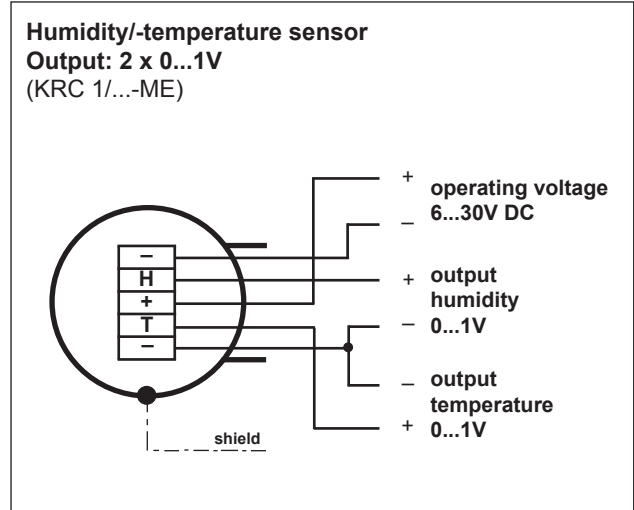 Humidity/-temperature sensor
Output: 2 x 0...1V
(KRC 1/...-ME)
+
operating voltage
6...30V DC
–
–
H
+
T
–
+ output
humidity
– 0...1V
– output
temperature
+ 0...1V
shield